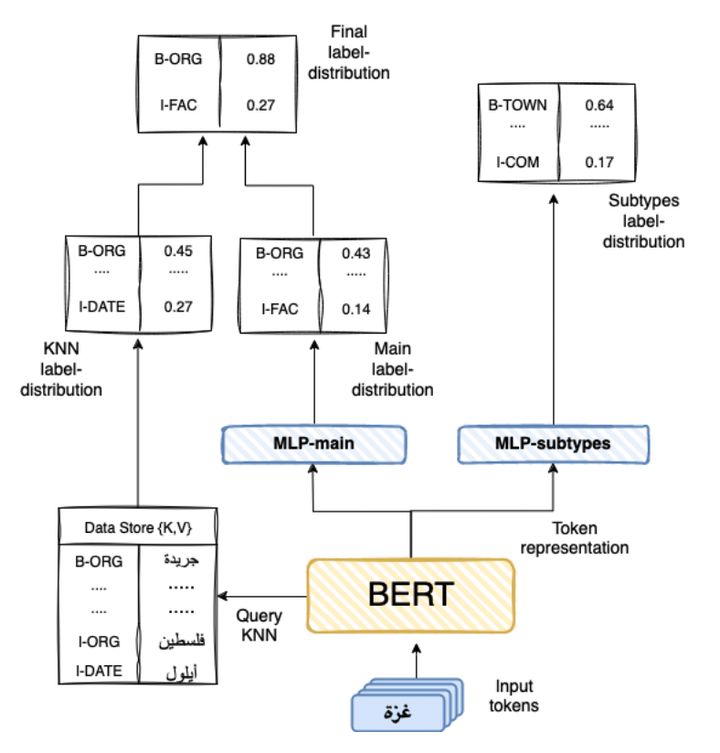 Final
label-
distribution
B-ORG 0.88
I-FAC 0.27
B-TOWN 0.64
.... .....
I-COM 0.17
Subtypes
label-
distribution
B-ORG 0.45
.... .....
I-DATE 0.27
KNN
label-
distribution
B-ORG 0.43
.... .....
I-FAC 0.14
Main
label-
distribution
MLP-main
MLP-subtypes
Data Store {K,V}
B-ORG جريدة
.... .....
.... .....
I-ORG فلسطين
I-DATE أيلول
Query
KNN
BERT
Token
representation
غزة
Input
tokens